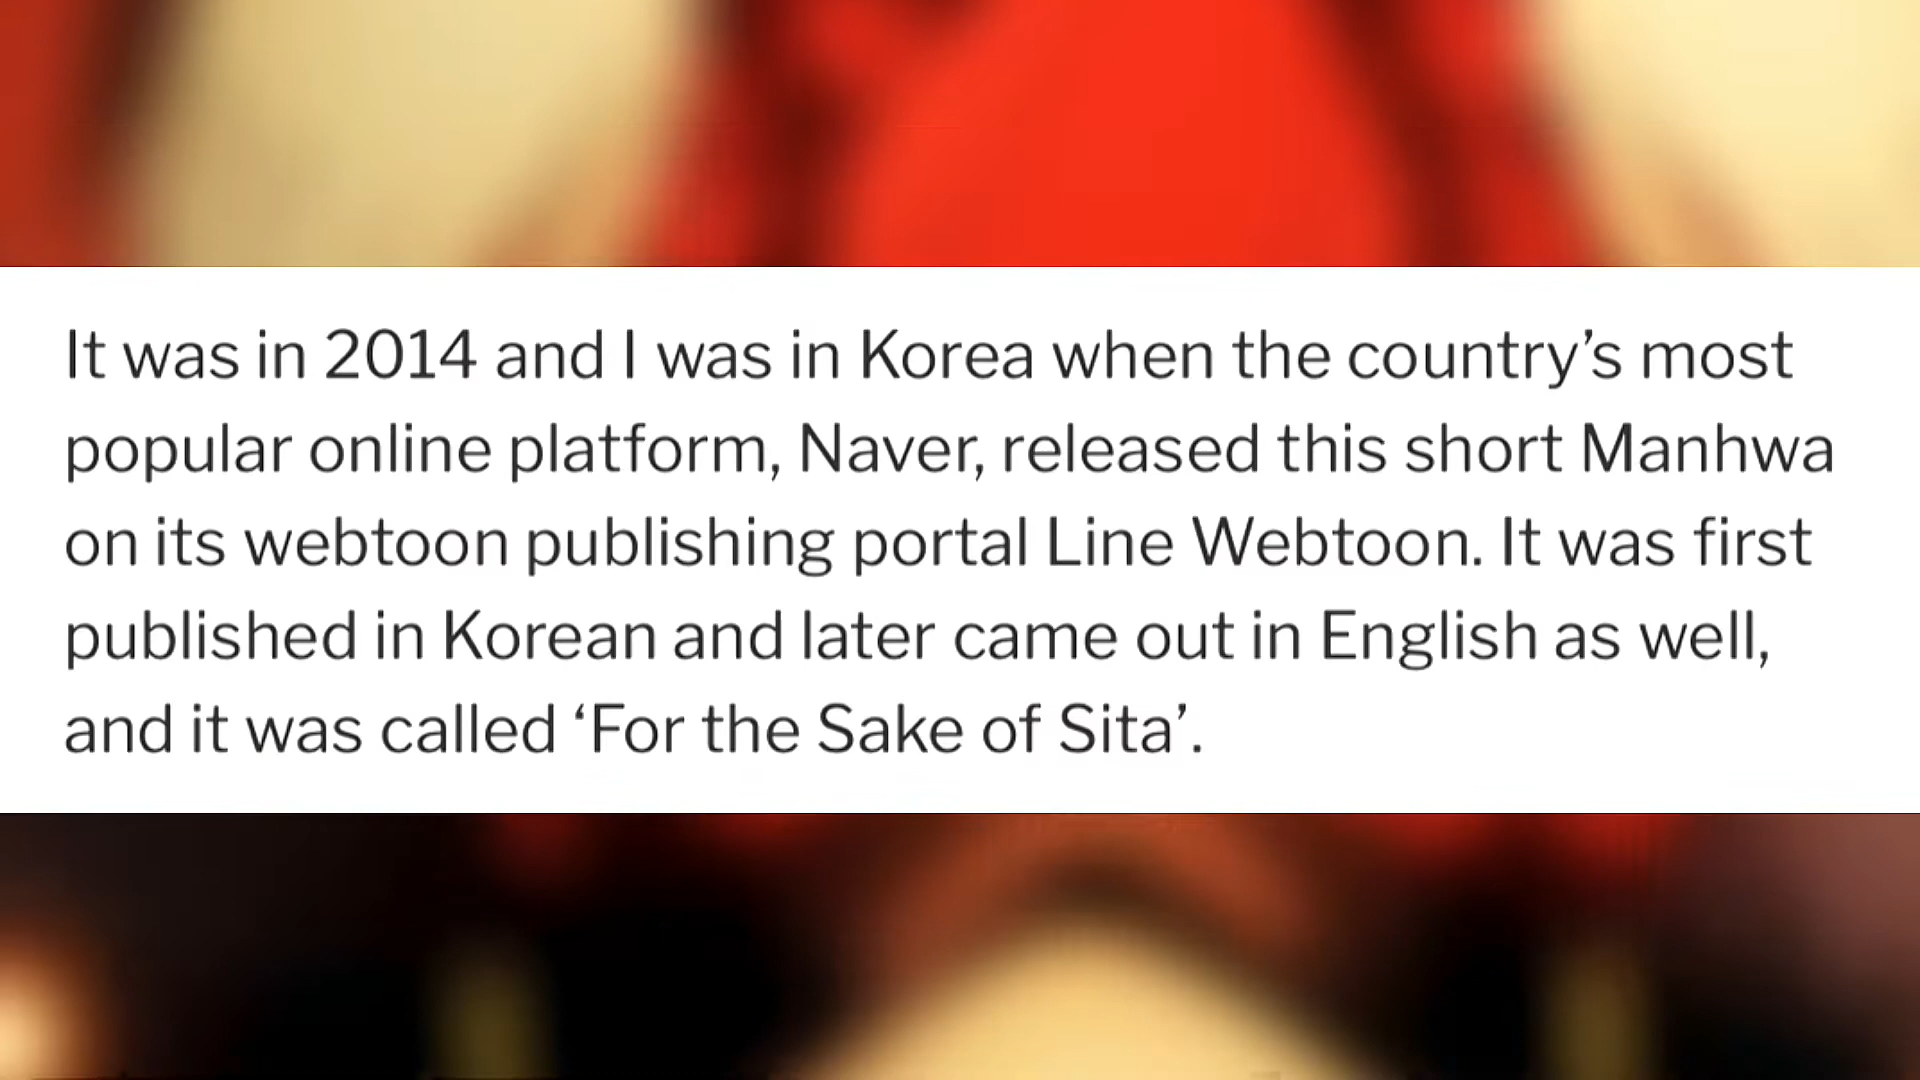 It was in 2014 and I was in Korea when the country’s most
popular online platform, Naver, released this short Manhwa
on its webtoon publishing portal Line Webtoon. It was first
published in Korean and later came out in English as well,
and it was called ‘For the Sake of Sita’.